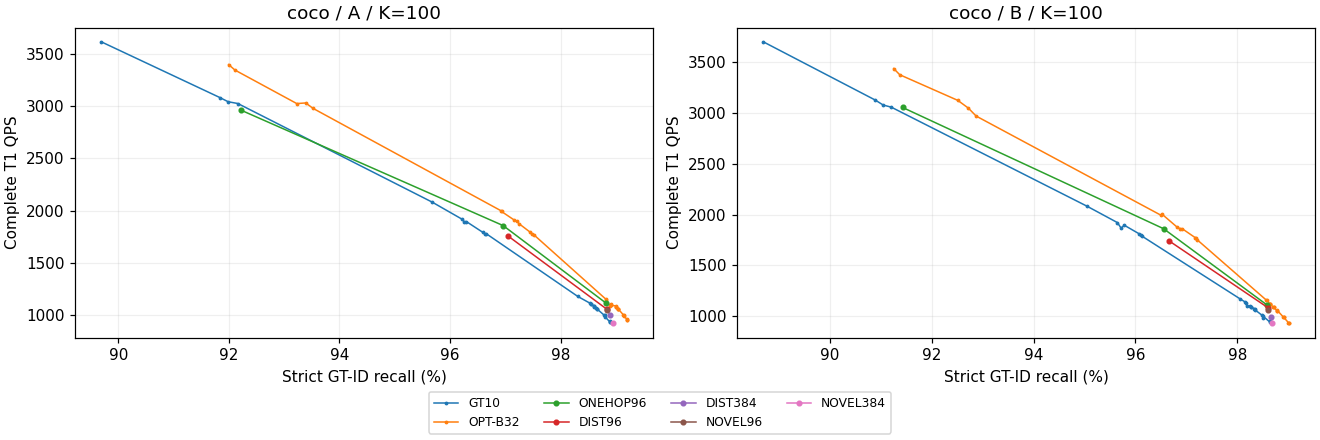 coco / A / K=100
coco / B / K=100
Complete T1 QPS
3500
3000
2500
2000
1500
1000
90
92
94
96
98
Strict GT-ID recall (%)
Complete T1 QPS
3500
3000
2500
2000
1500
1000
90
92
94
96
98
Strict GT-ID recall (%)
GT10
OPT-B32
ONEHOP96
DIST96
DIST384
NOVEL96
NOVEL384